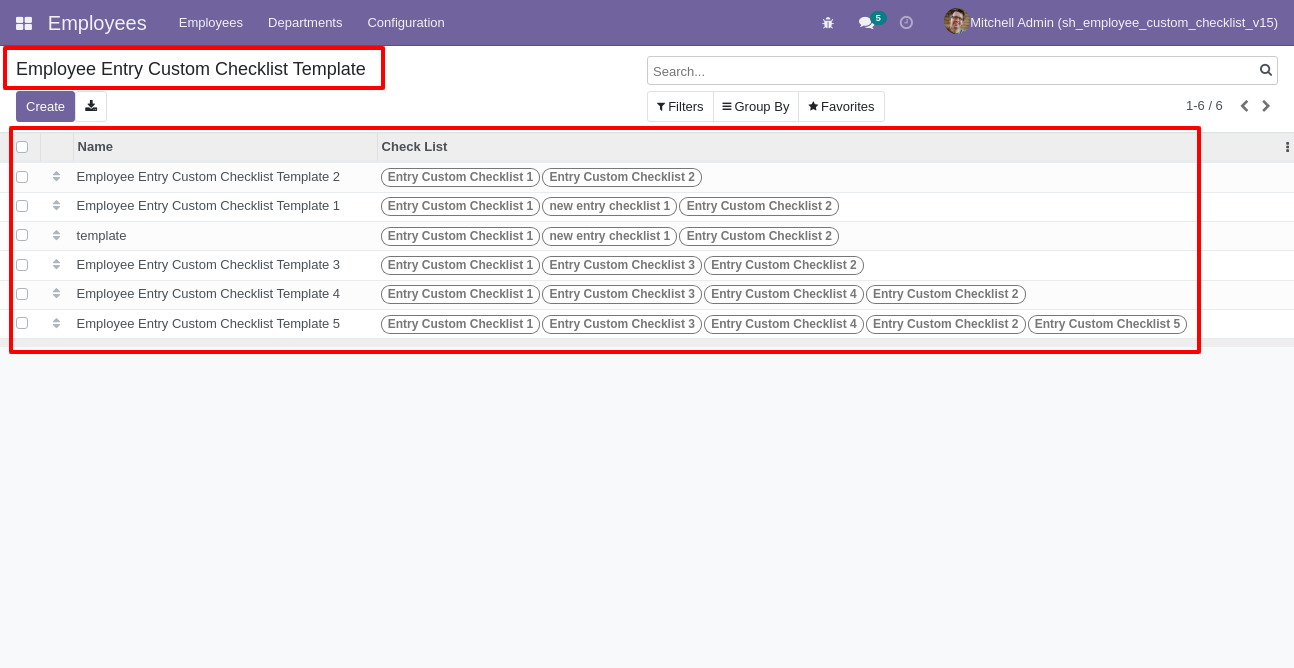 Employees Employees Departments Configuration 5 Mitchell Admin (sh_employee_custom_checklist_v15)
Employee Entry Custom Checklist Template Search...
Create Filters Group By Favorites 1-6 / 6
Name Check List
Employee Entry Custom Checklist Template 2 Entry Custom Checklist 1 Entry Custom Checklist 2
Employee Entry Custom Checklist Template 1 Entry Custom Checklist 1 new entry checklist 1 Entry Custom Checklist 2
template Entry Custom Checklist 1 new entry checklist 1 Entry Custom Checklist 2
Employee Entry Custom Checklist Template 3 Entry Custom Checklist 1 Entry Custom Checklist 3 Entry Custom Checklist 2
Employee Entry Custom Checklist Template 4 Entry Custom Checklist 1 Entry Custom Checklist 3 Entry Custom Checklist 4 Entry Custom Checklist 2
Employee Entry Custom Checklist Template 5 Entry Custom Checklist 1 Entry Custom Checklist 3 Entry Custom Checklist 4 Entry Custom Checklist 2 Entry Custom Checklist 5